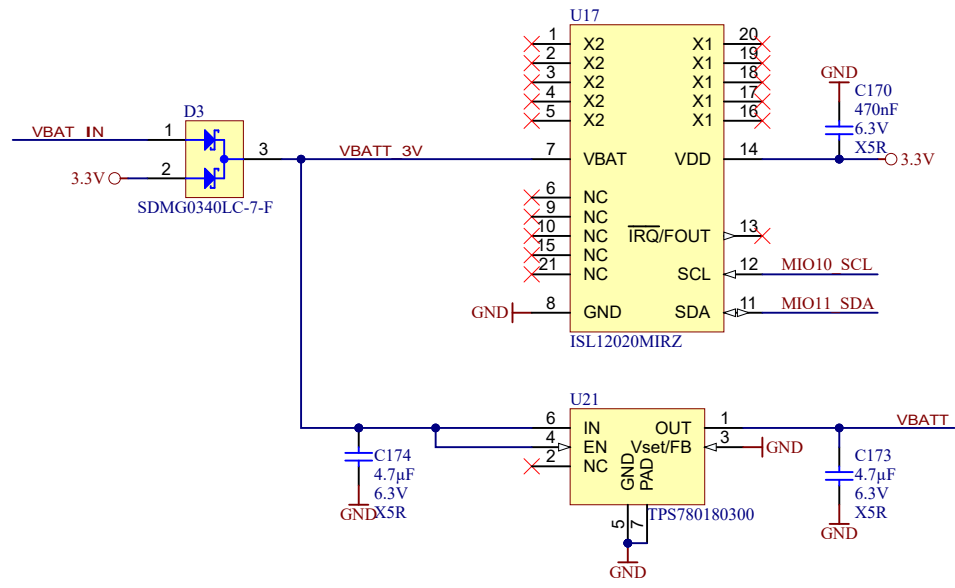 U17
1 X2 X1 20
2 X2 X1 19
3 X2 X1 18
4 X2 X1 17
5 X2 X1 16
GND
C170
470nF
6.3V
X5R
D3
VBAT_IN 1
3 VBATT_3V 7 VBAT VDD 14 3.3V
3.3V 2
SDMG0340LC-7-F
6 NC
9 NC
10 NC IRQ/FOUT 13
15 NC
21 NC SCL 12 MIO10_SCL
GND 8 GND SDA 11 MIO11_SDA
ISL12020MIRZ
U21
6 IN OUT 1 VBATT
4 EN Vset/FB 3 GND
2 NC
GND
PAD
C174
4.7µF
6.3V
X5R
GND
C173
4.7µF
6.3V
X5R
GND
TPS780180300
5 7
GND